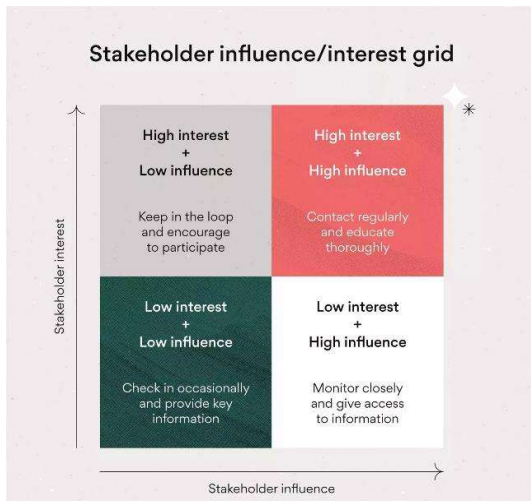 Stakeholder influence/interest grid
High interest
+
Low influence
Keep in the loop
and encourage
to participate
High interest
+
High influence
Contact regularly
and educate
thoroughly
Low interest
+
Low influence
Check in occasionally
and provide key
information
Low interest
+
High influence
Monitor closely
and give access
to information
Stakeholder interest
Stakeholder influence